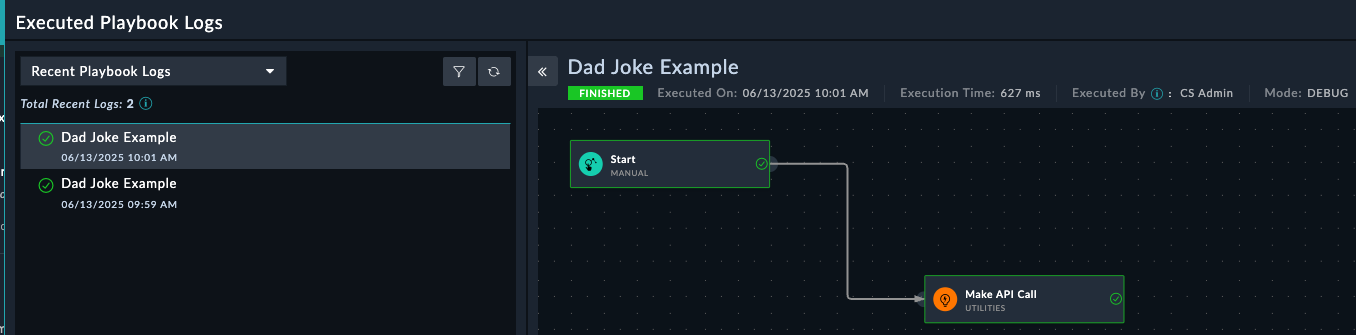 Executed Playbook Logs
Recent Playbook Logs
Total Recent Logs: 2
Dad Joke Example
06/13/2025 10:01 AM
Dad Joke Example
06/13/2025 09:59 AM
Dad Joke Example
FINISHED Executed On: 06/13/2025 10:01 AM Execution Time: 627 ms Executed By : CS Admin Mode: DEBUG
Start
MANUAL
Make API Call
UTILITIES